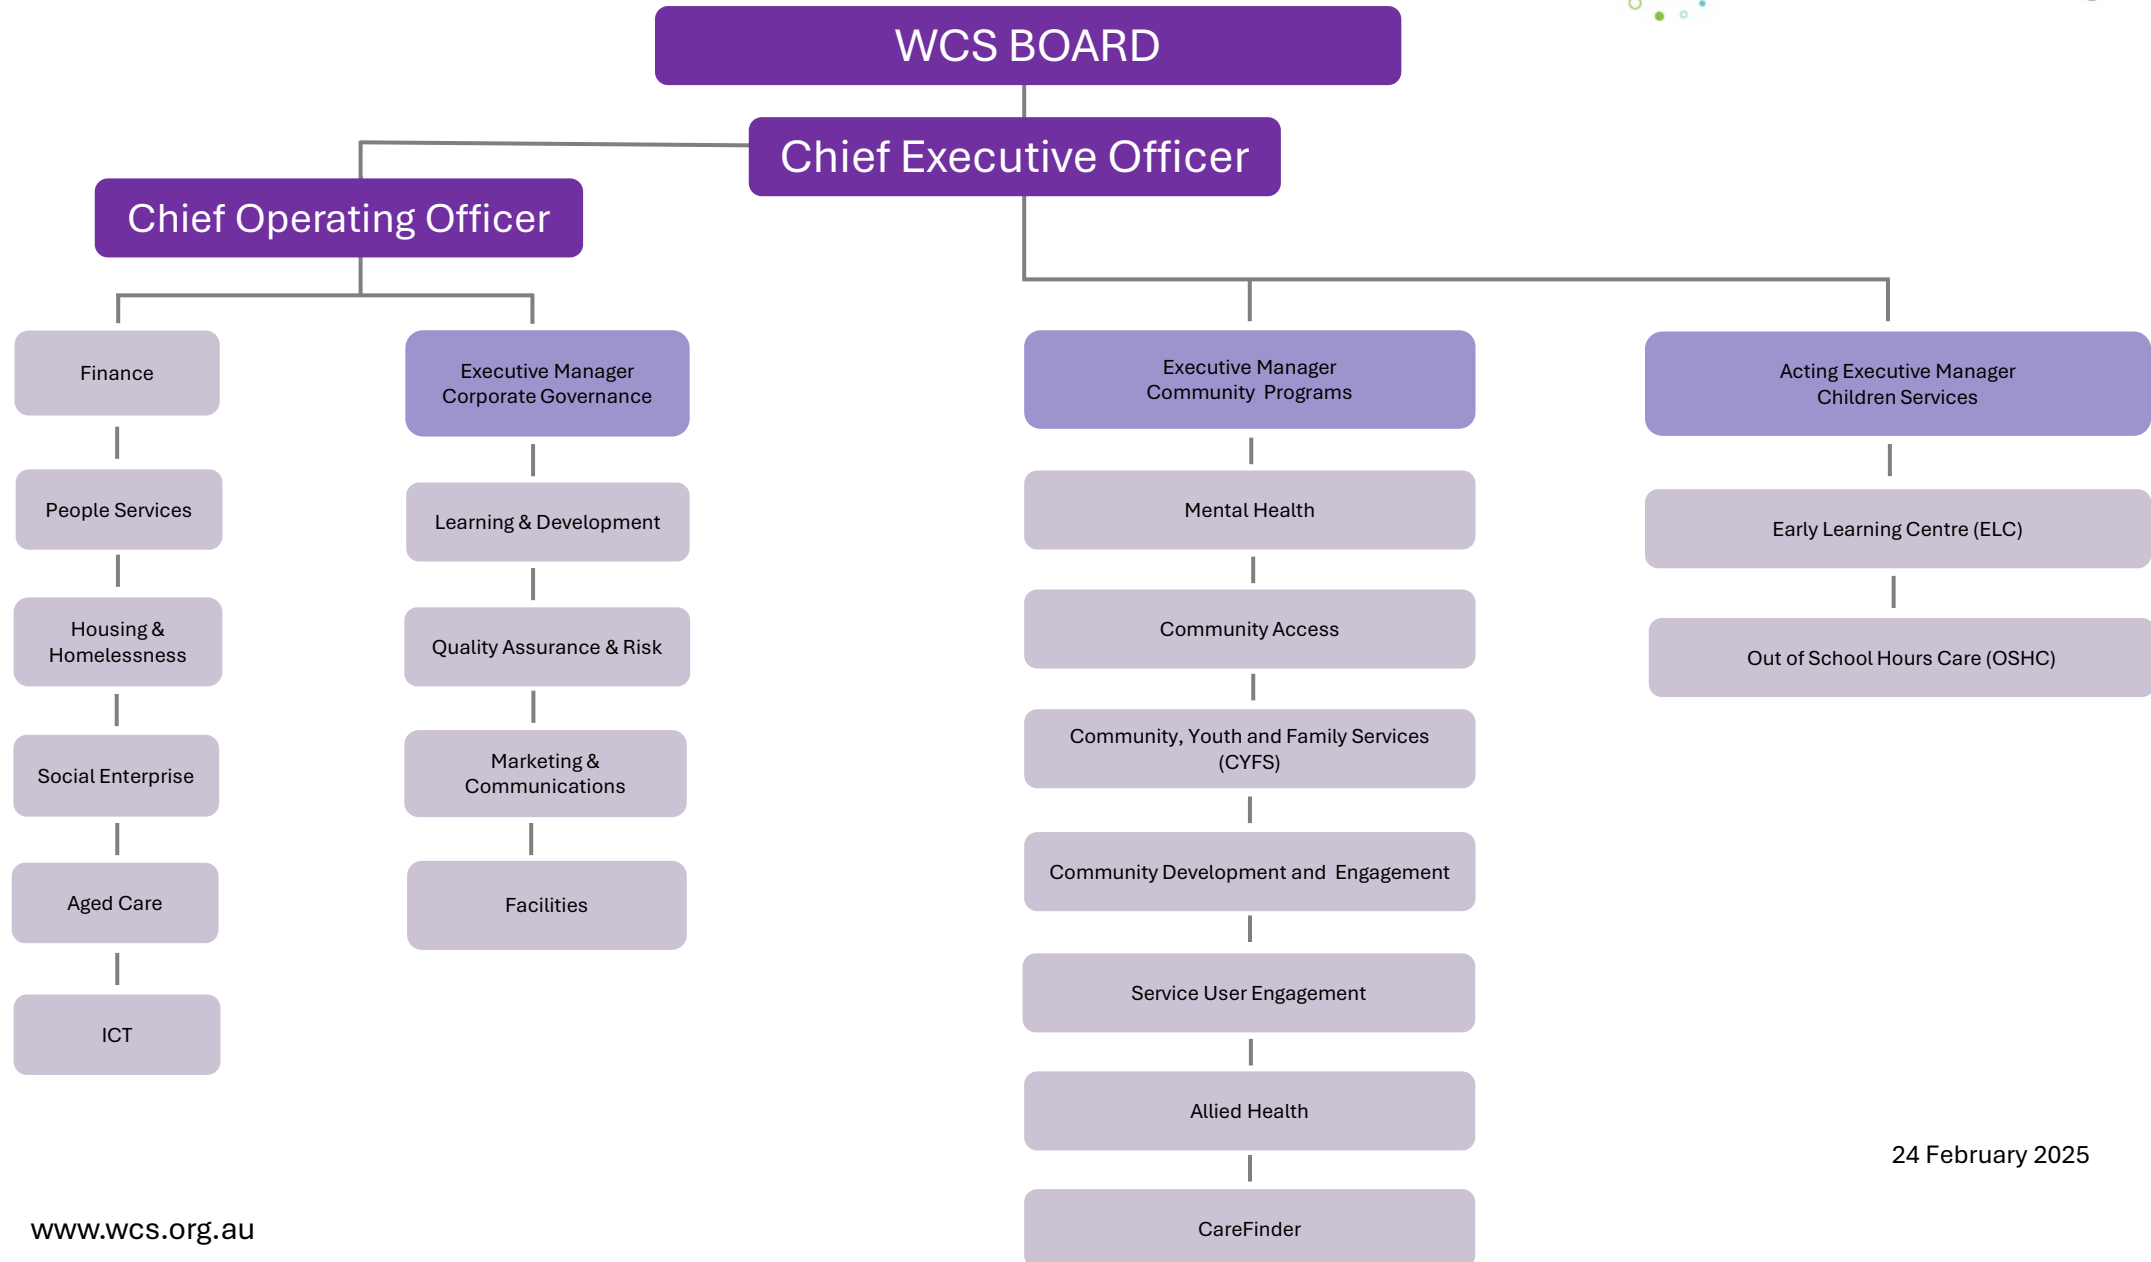 WCS BOARD
Chief Executive Officer
Chief Operating Officer
Finance
People Services
Housing &
Homelessness
Social Enterprise
Aged Care
ICT
Executive Manager
Corporate Governance
Learning & Development
Quality Assurance & Risk
Marketing &
Communications
Facilities
Executive Manager
Community Programs
Mental Health
Community Access
Community, Youth and Family Services
(CYFS)
Community Development and Engagement
Service User Engagement
Allied Health
CareFinder
Acting Executive Manager
Children Services
Early Learning Centre (ELC)
Out of School Hours Care (OSHC)
24 February 2025
www.wcs.org.au